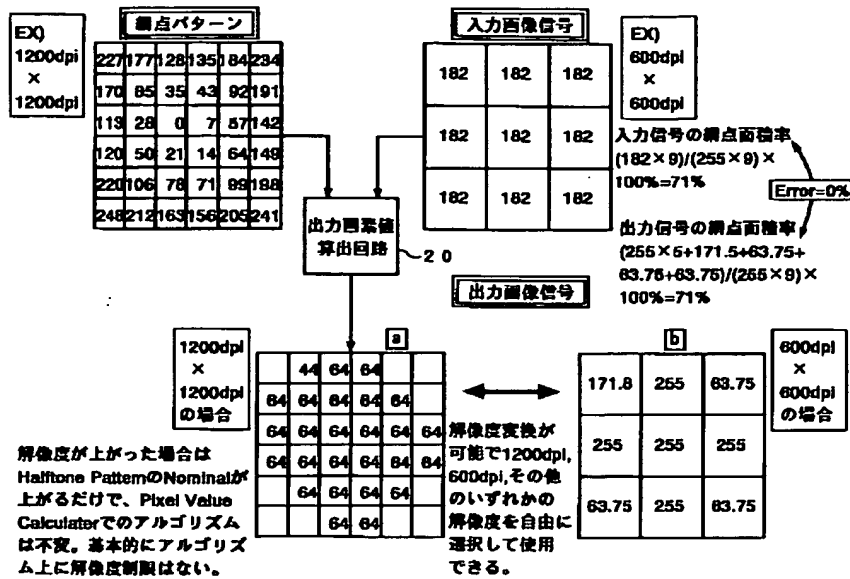 EX)
1200dpi
×
1200dpi
網点パターン
227 177 128 135 184 234
170 85 35 43 92 191
113 28 0 7 57 142
120 50 21 14 64 149
220 106 78 71 99 198
248 212 163 156 205 241
入力画像信号
182 182 182
182 182 182
182 182 182
EX)
600dpi
×
600dpi
入力信号の網点面積率
(182×9)/(255×9)×
100%=71%
Error=0%
出力信号の網点面積率
(255×5+171.5+63.75+
63.75+63.75)/(255×9)×
100%=71%
出力画素値
算出回路
20
出力画像信号
1200dpi
×
1200dpi
の場合
a
44 64 64
64 64 64 64 64
64 64 64 64 64 64
64 64 64 64 64 64
64 64 64 64
64 64
解像度が上がった場合は
Halftone PatternのNominalが
上がるだけで、Pixel Value
Calculatorでのアルゴリズム
は不変。基本的にアルゴリズ
ム上に解像度制限はない。
解像度変換が
可能で1200dpi,
600dpi,その他
のいずれかの
解像度を自由に
選択して使用
できる。
b
171.8 255 63.75
255 255 255
63.75 255 63.75
600dpi
×
600dpi
の場合